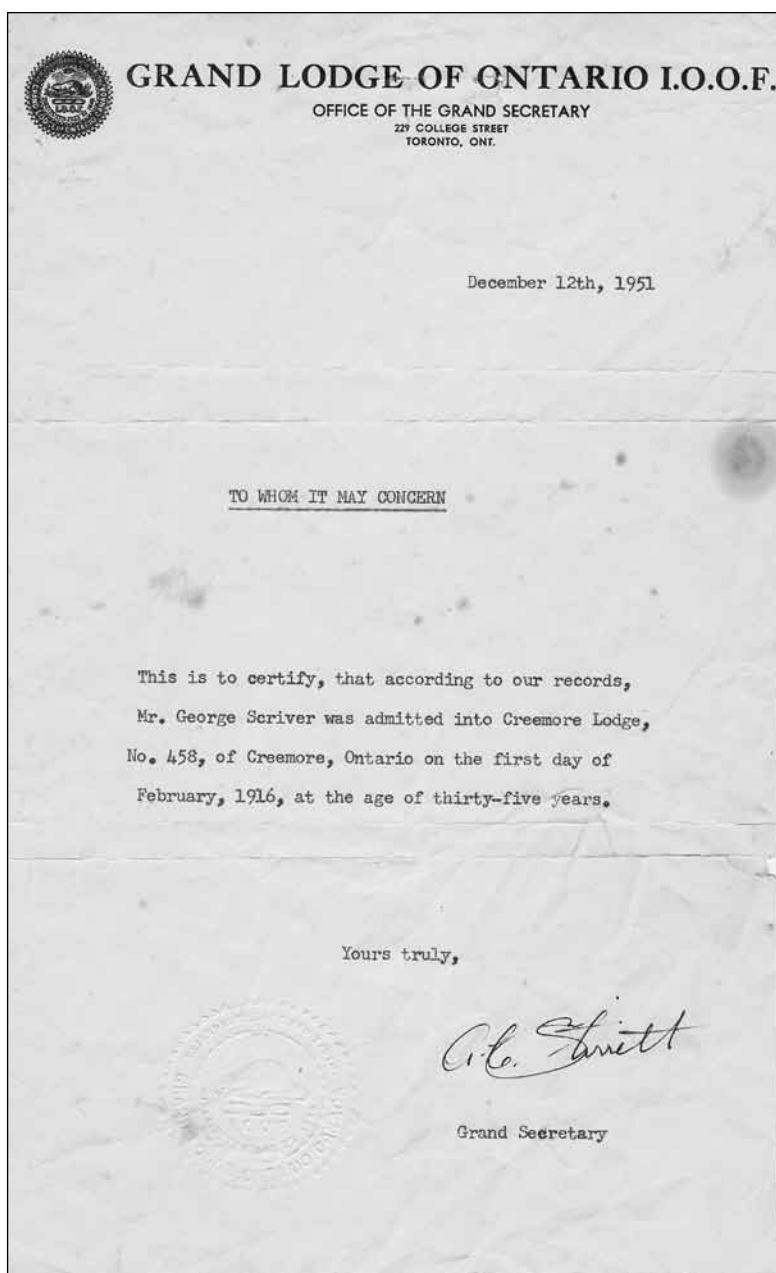 GRAND LODGE OF ONTARIO I.O.O.F.
OFFICE OF THE GRAND SECRETARY
229 COLLEGE STREET
TORONTO, ONT.
December 12th, 1951
TO WHOM IT MAY CONCERN
This is to certify, that according to our records,
Mr. George Scriver was admitted into Creemore Lodge,
No. 458, of Creemore, Ontario on the first day of
February, 1916, at the age of thirty-five years.
Yours truly,
Grand Secretary